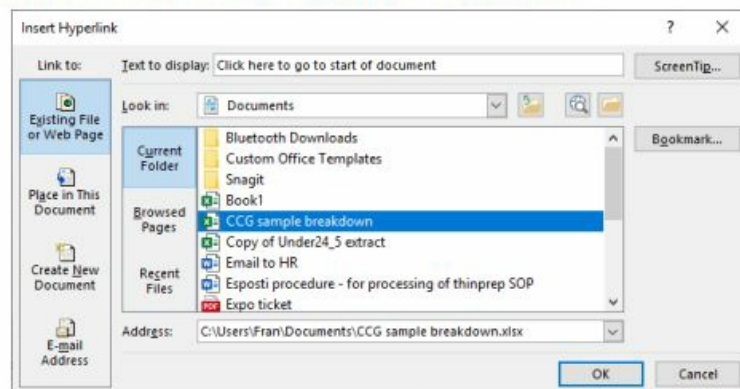 Insert Hyperlink
? ×
Link to:
Text to display: Click here to go to start of document
ScreenTip...
Existing File
or Web Page
Look in: Documents
Bookmark...
Current
Folder
Bluetooth Downloads
Custom Office Templates
Snagit
Place in This
Document
Browsed
Pages
Book1
CCG sample breakdown
Copy of Under24_5 extract
Create New
Document
Recent
Files
Email to HR
Esposti procedure - for processing of thinprep SOP
PDF Expo ticket
E-mail
Address
Address: C:\Users\Fran\Documents\CCG sample breakdown.xlsx
OK
Cancel